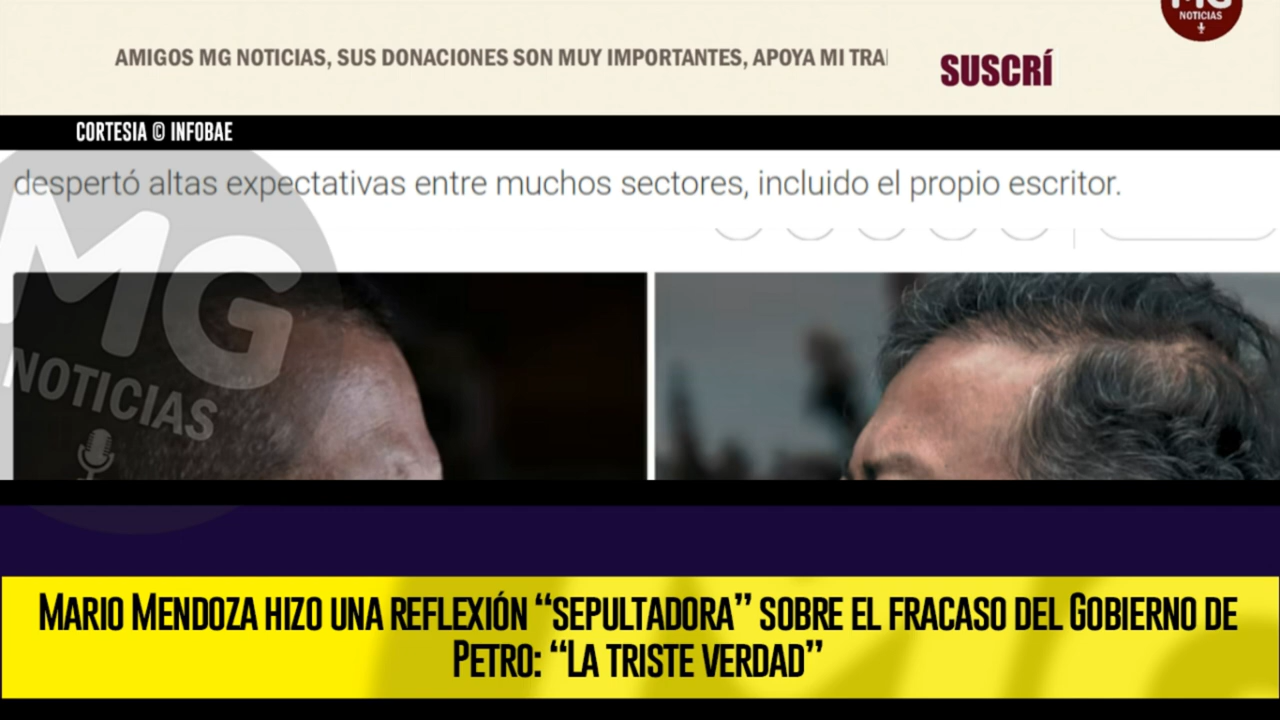 MG
NOTICIAS
AMIGOS MG NOTICIAS, SUS DONACIONES SON MUY IMPORTANTES, APOYA MI
SUSCRÍ
CORTESIA © INFOBAE
despertó altas expectativas entre muchos sectores, incluido el propio escritor.
MG
NOTICIAS
MARIO MENDOZA HIZO UNA REFLEXIÓN “SEPULTADORA” SOBRE EL FRACASO DEL GOBIERNO DE
PETRO: “LA TRISTE VERDAD”